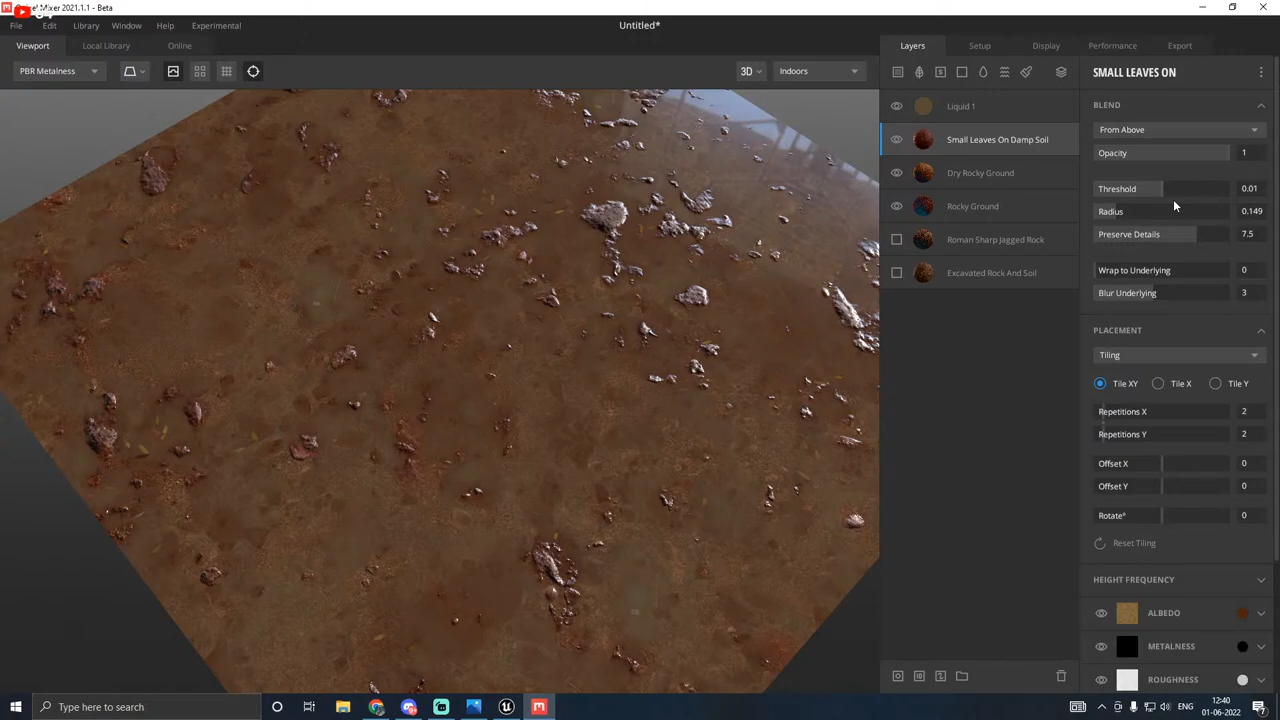 Mixer 2021.1.1 - Beta
File Edit Library Window Help Experimental
Untitled*
Viewport Local Library Online
Layers Setup Display Performance Export
PBR Metalness
3D
Indoors
SMALL LEAVES ON
Liquid 1
Small Leaves On Damp Soil
Dry Rocky Ground
Rocky Ground
Roman Sharp Jagged Rock
Excavated Rock And Soil
BLEND
From Above
Opacity 1
Threshold 0.01
Radius 0.149
Preserve Details 7.5
Wrap to Underlying 0
Blur Underlying 3
PLACEMENT
Tiling
Tile XY Tile X Tile Y
Repetitions X 2
Repetitions Y 2
Offset X 0
Offset Y 0
Rotate° 0
Reset Tiling
HEIGHT FREQUENCY
ALBEDO
METALNESS
ROUGHNESS
Type here to search
ENG
12:40
01-06-2022